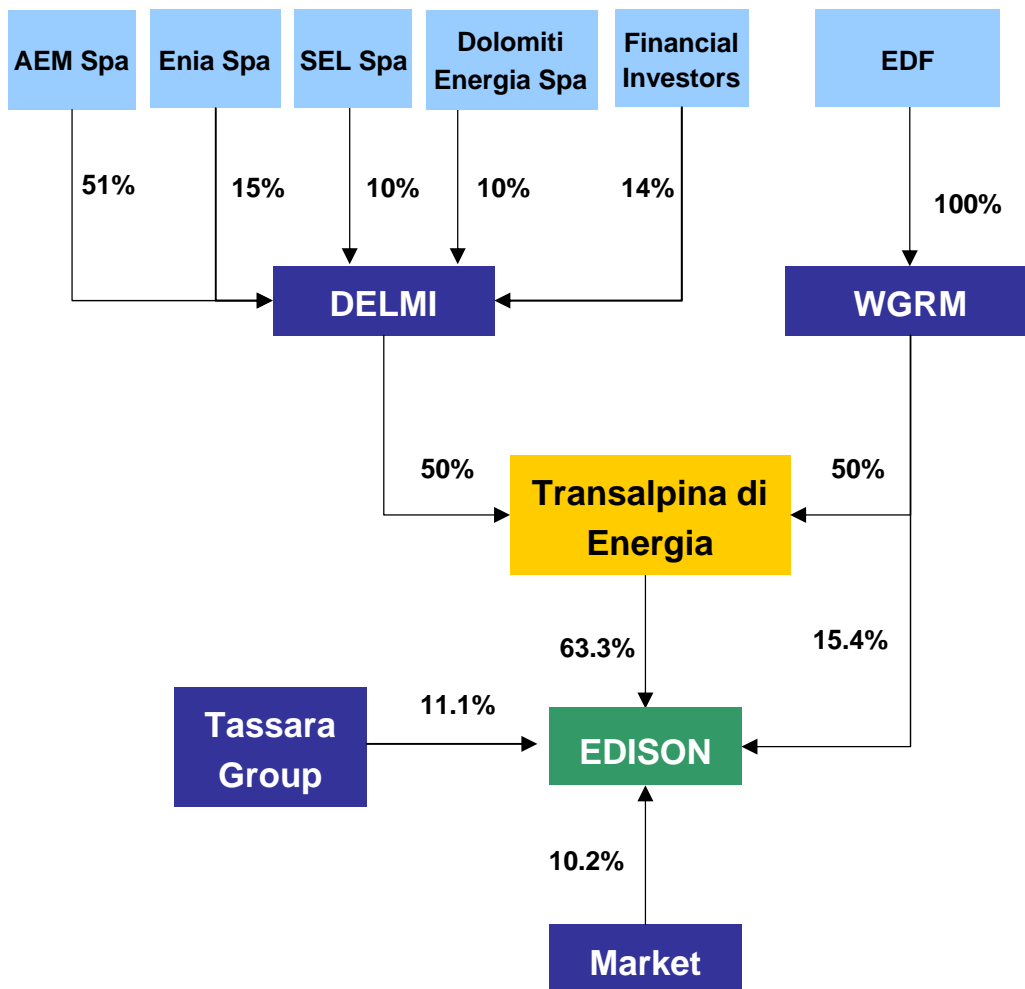 AEM Spa
Enia Spa
SEL Spa
Dolomiti
Energia Spa
Financial
Investors
EDF
51%
15%
10%
10%
14%
100%
DELMI
WGRM
50%
50%
Transalpina di
Energia
63.3%
15.4%
11.1%
Tassara
Group
EDISON
10.2%
Market